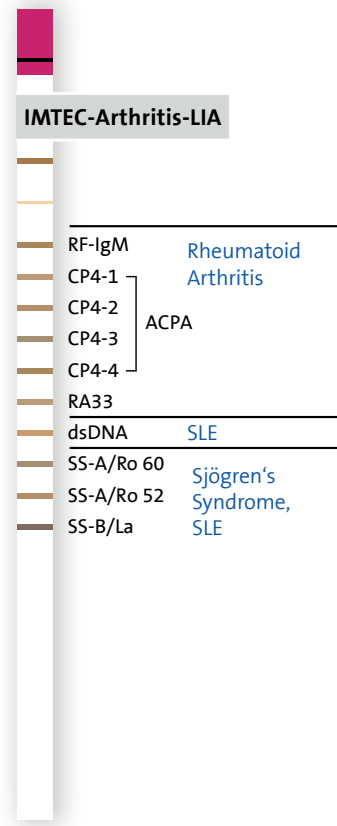 IMTEC-Arthritis-LIA
RF-IgM
Rheumatoid
Arthritis
CP4-1
CP4-2
ACPA
CP4-3
CP4-4
RA33
dsDNA
SLE
SS-A/Ro 60
SS-A/Ro 52
SS-B/La
Sjögren‘s
Syndrome,
SLE